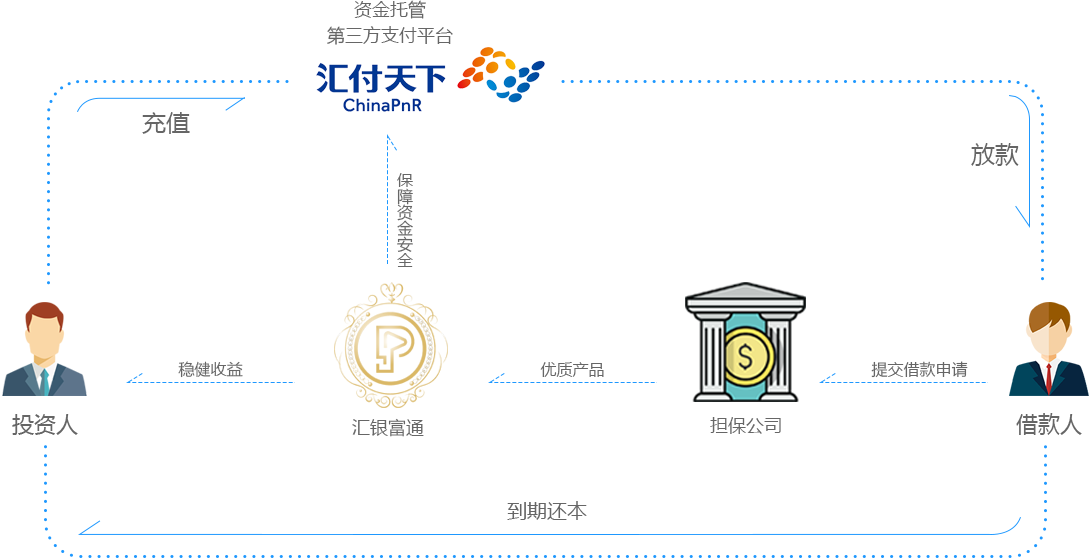 资金托管
第三方支付平台
汇付天下
ChinaPnR
充值
放款
保障资金安全
稳健收益
优质产品
提交借款申请
投资人
汇银富通
担保公司
借款人
到期还本